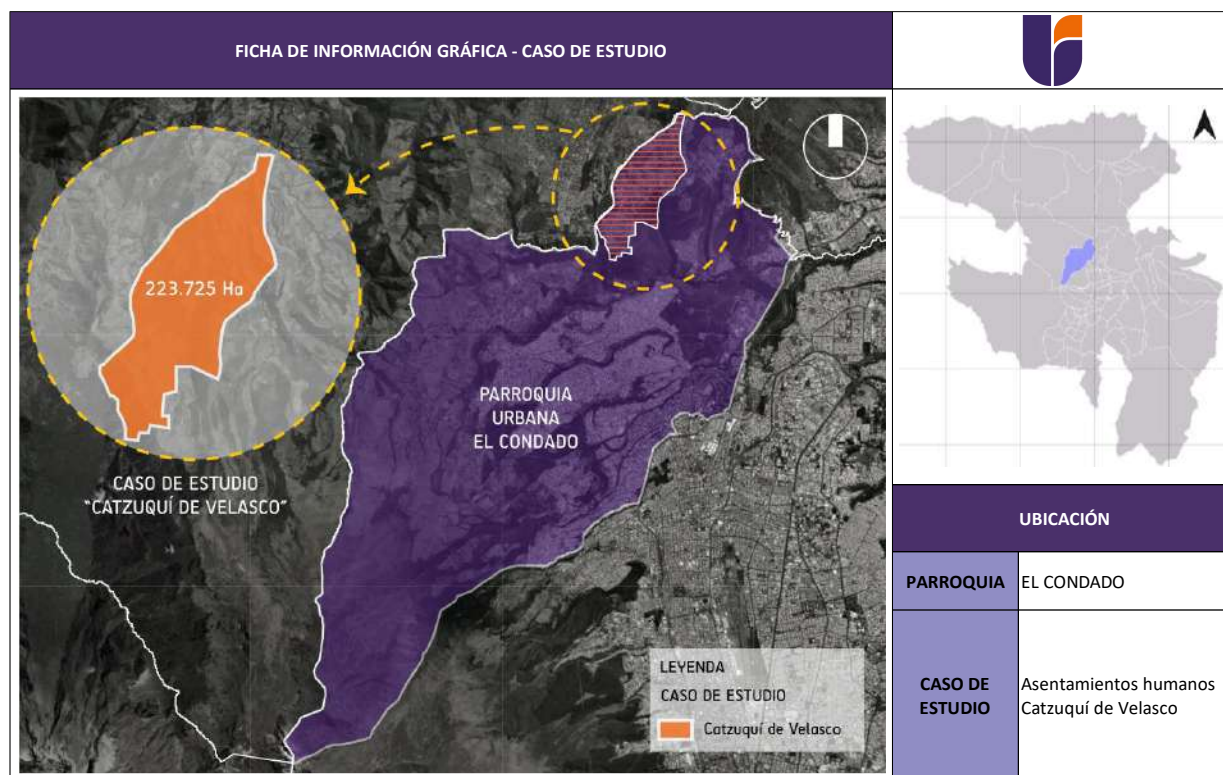 FICHA DE INFORMACIÓN GRÁFICA - CASO DE ESTUDIO
223.725 Ha
CASO DE ESTUDIO
"CATZUQUÍ DE VELASCO"
PARROQUIA
URBANA
EL CONDADO
LEYENDA
CASO DE ESTUDIO
Catzuquí de Velasco
UBICACIÓN
PARROQUIA
EL CONDADO
CASO DE
ESTUDIO
Asentamientos humanos
Catzuquí de Velasco